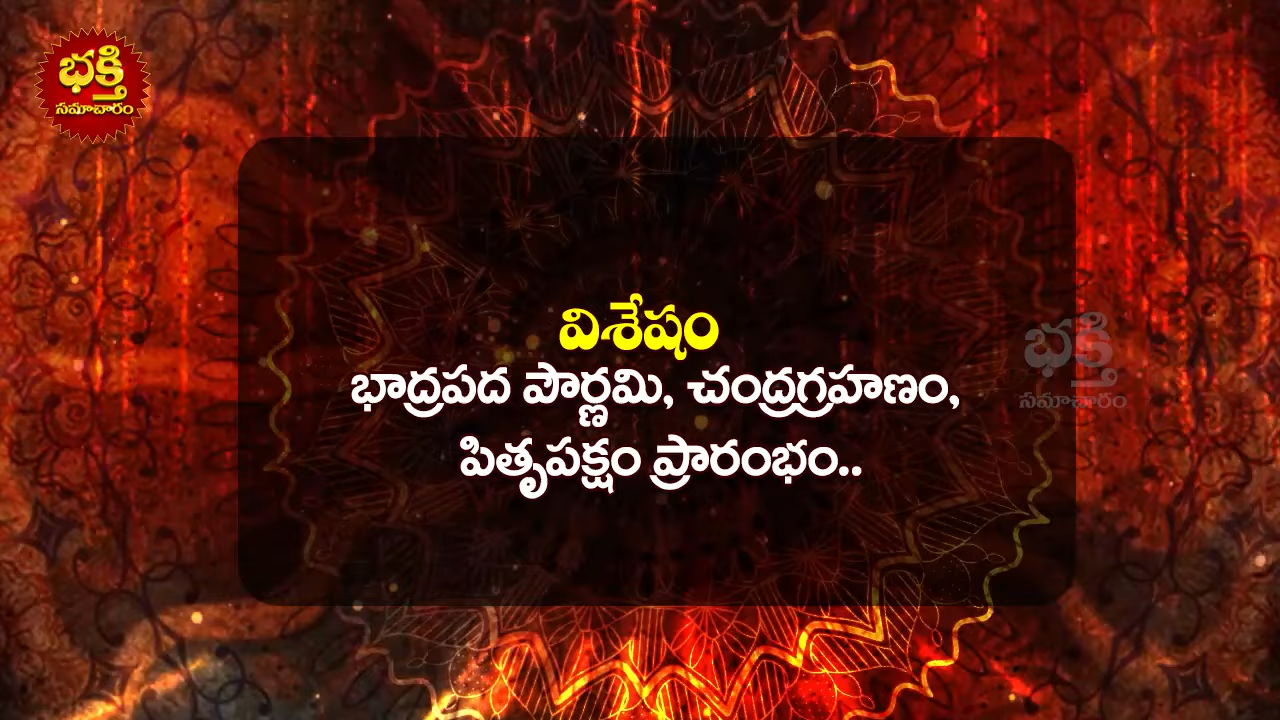 భక్తి
సమాచారం
విశేషం
భాద్రపద పౌర్ణమి, చంద్రగ్రహణం,
పితృపక్షం ప్రారంభం..
భక్తి
సమాచారం